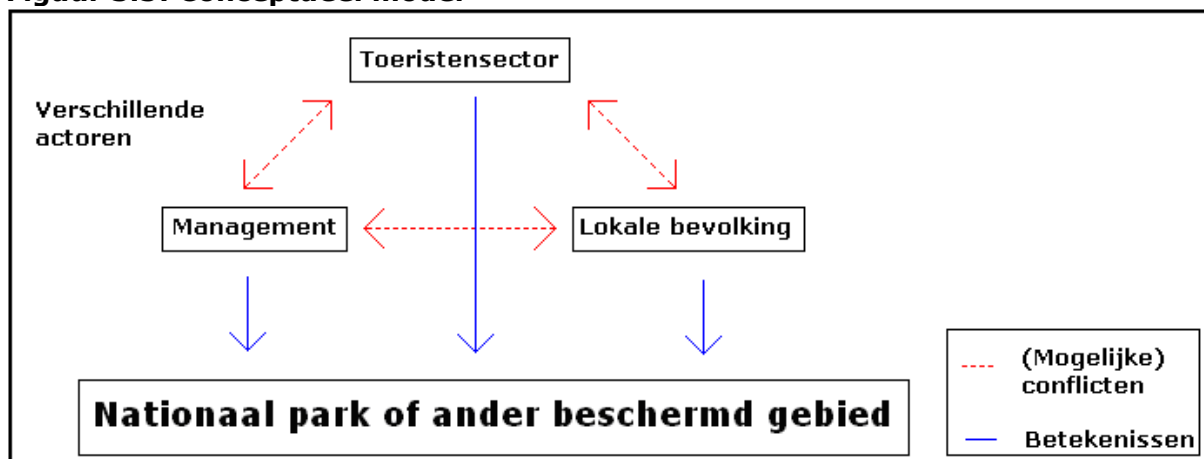 Toeristensector
Verschillende
actoren
Management
Lokale bevolking
Nationaal park of ander beschermd gebied
(Mogelijke)
conflicten
Betekenissen